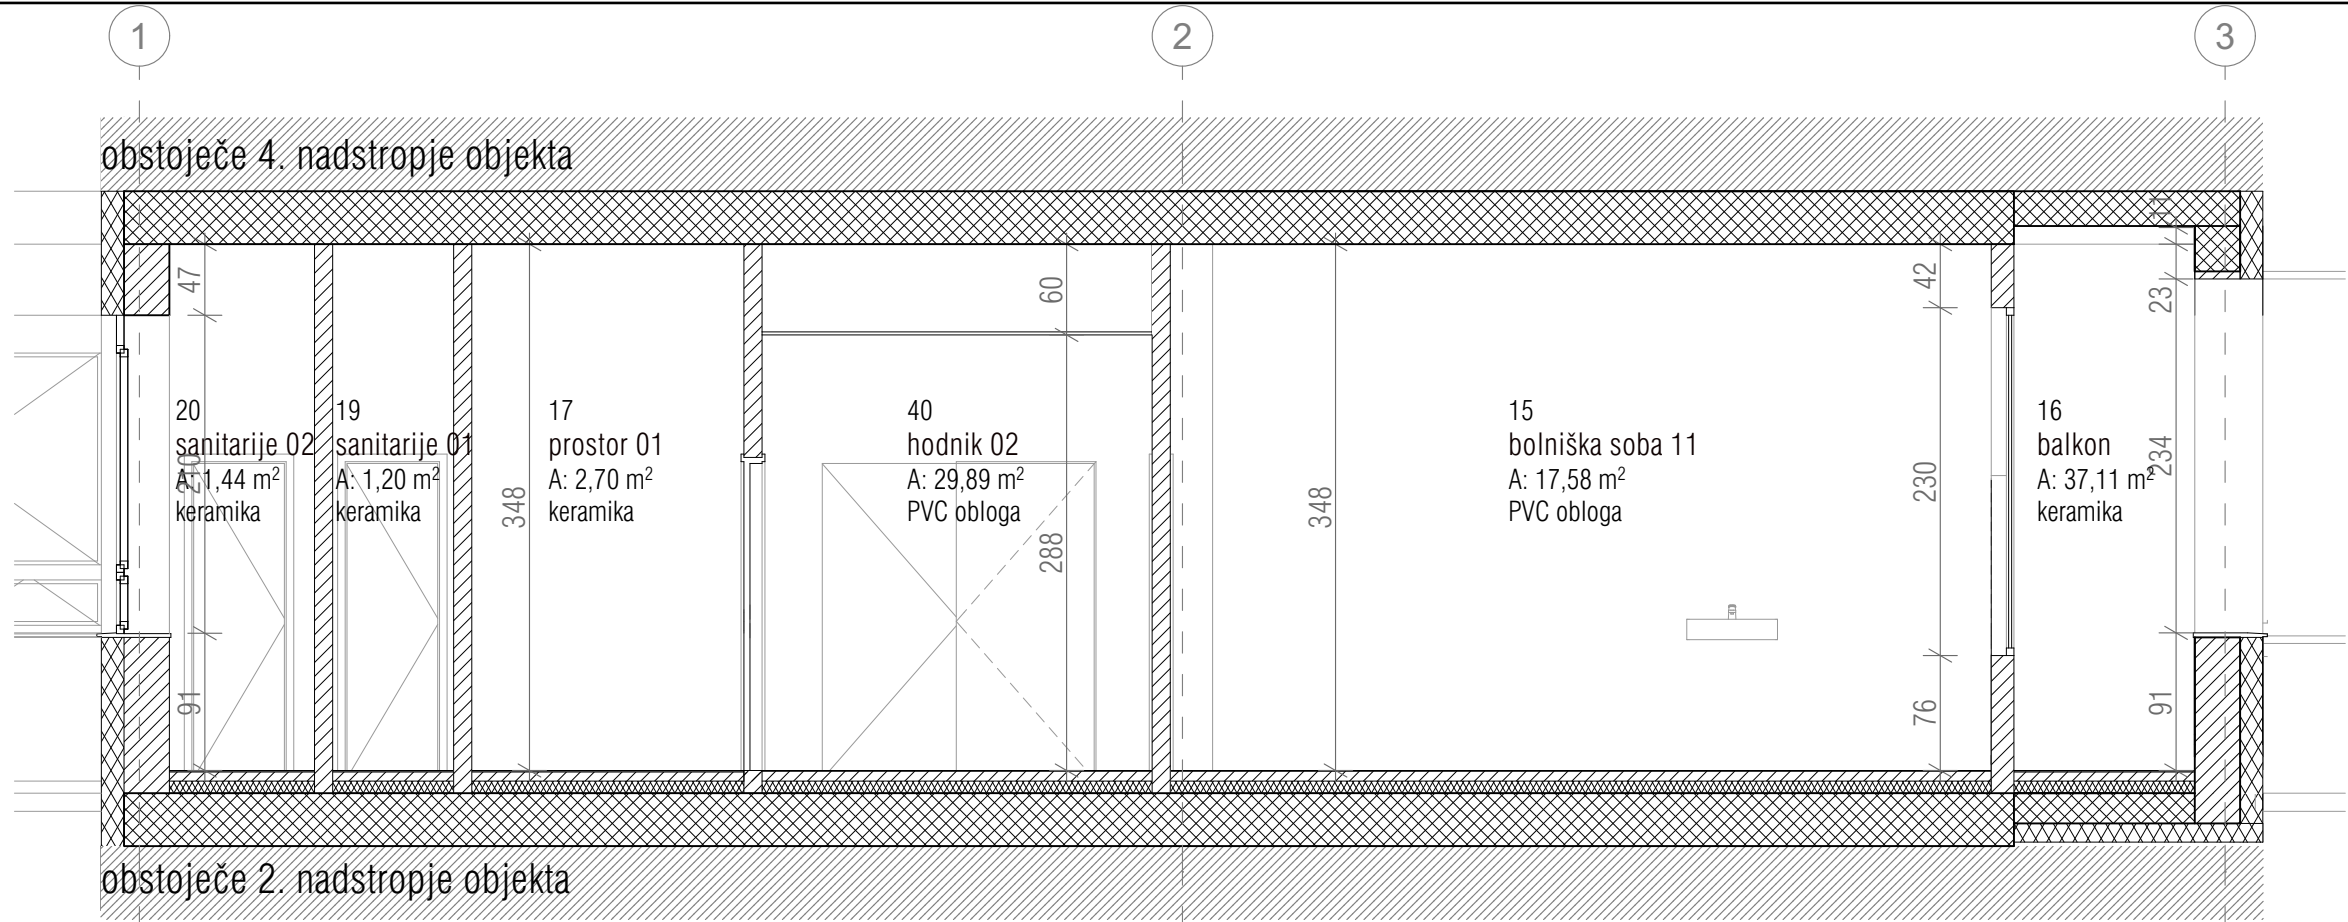 1
2
3
obstoječe 4. nadstropje objekta
11
47
60
42
23
20
sanitarije 02
A: 1,44 m²
keramika
210
19
sanitarije 01
A: 1,20 m²
keramika
17
prostor 01
A: 2,70 m²
keramika
348
40
hodnik 02
A: 29,89 m²
PVC obloga
288
348
15
bolniška soba 11
A: 17,58 m²
PVC obloga
230
16
balkon
A: 37,11 m²
keramika
234
91
76
91
obstoječe 2. nadstropje objekta